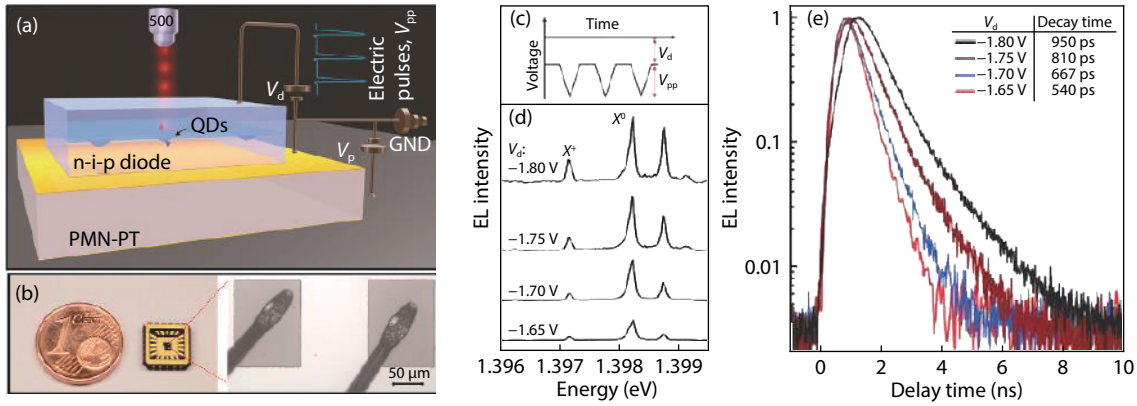 (a)
500
Electric
pulses, Vpp
Vd
QDs
n-i-p diode
GND
Vp
PMN-PT
(b)
1
50 μm
(c)
Time
Voltage
Vd
Vpp
(d)
X⁰
Vd:
X⁺
−1.80 V
−1.75 V
−1.70 V
−1.65 V
EL intensity
1.396 1.397 1.398 1.399
Energy (eV)
(e)
Vd Decay time
−1.80 V 950 ps
−1.75 V 810 ps
−1.70 V 667 ps
−1.65 V 540 ps
1
0.1
0.01
EL intensity
0 2 4 6 8 10
Delay time (ns)